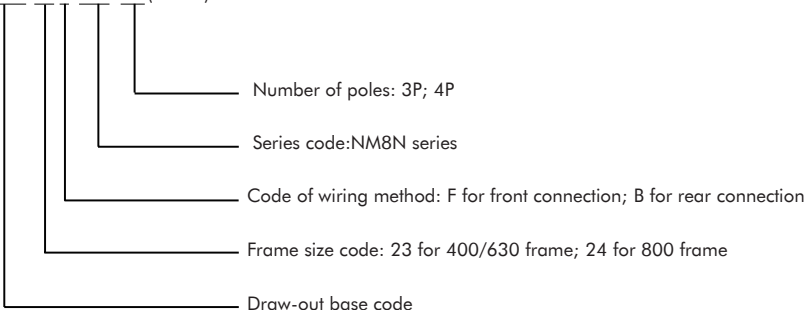 Number of poles: 3P; 4P
Series code:NM8N series
Code of wiring method: F for front connection; B for rear connection
Frame size code: 23 for 400/630 frame; 24 for 800 frame
Draw-out base code